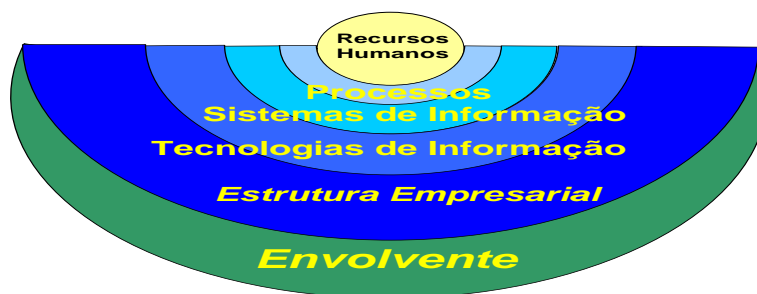 Recursos
Humanos
Processos
Sistemas de Informação
Tecnologias de Informação
Estrutura Empresarial
Envolvente